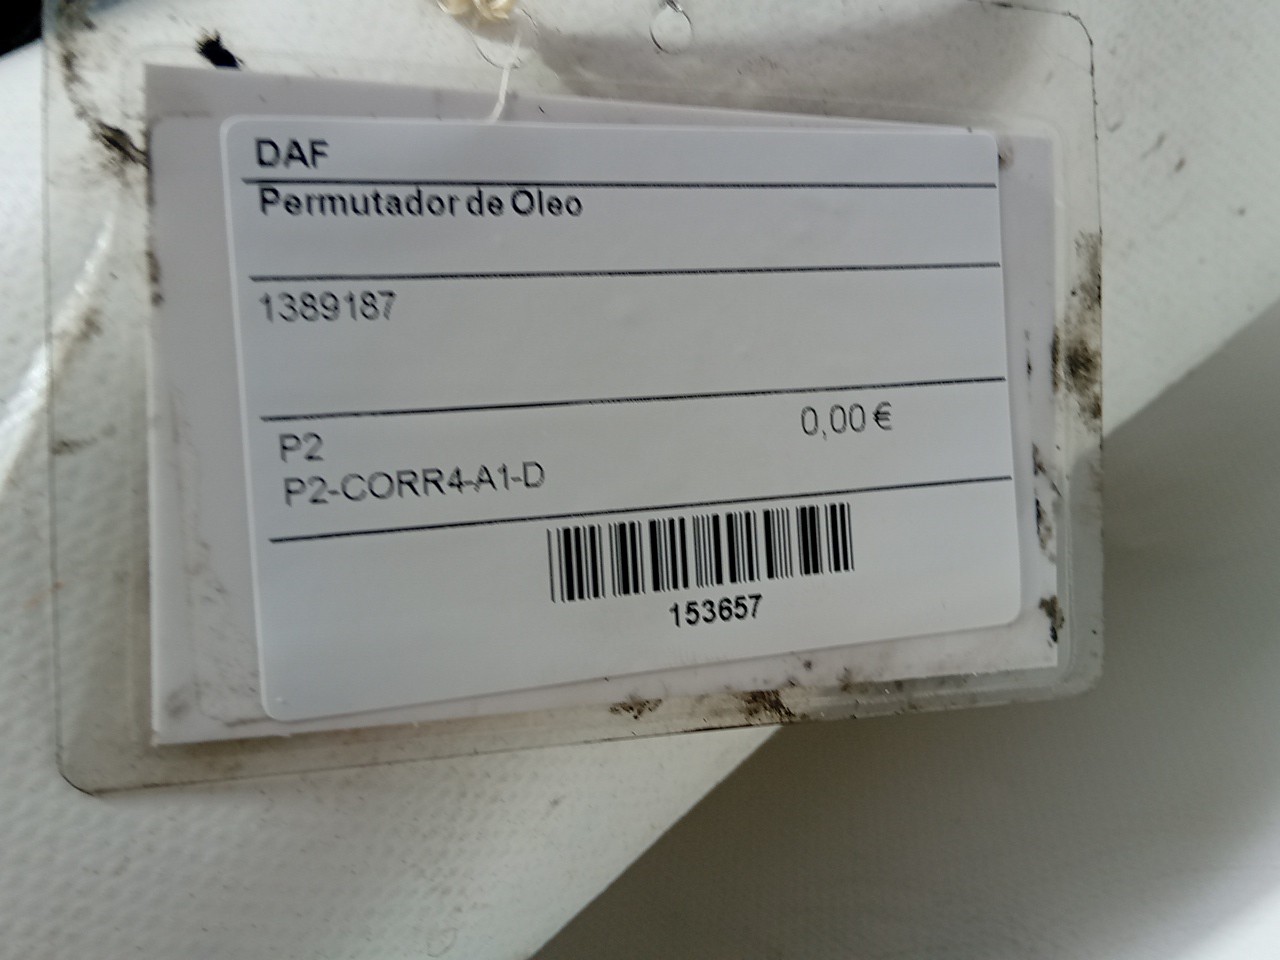 DAF
Permutador de Oleo
1389187
P2
0,00 €
P2-CORR4-A1-D
153657